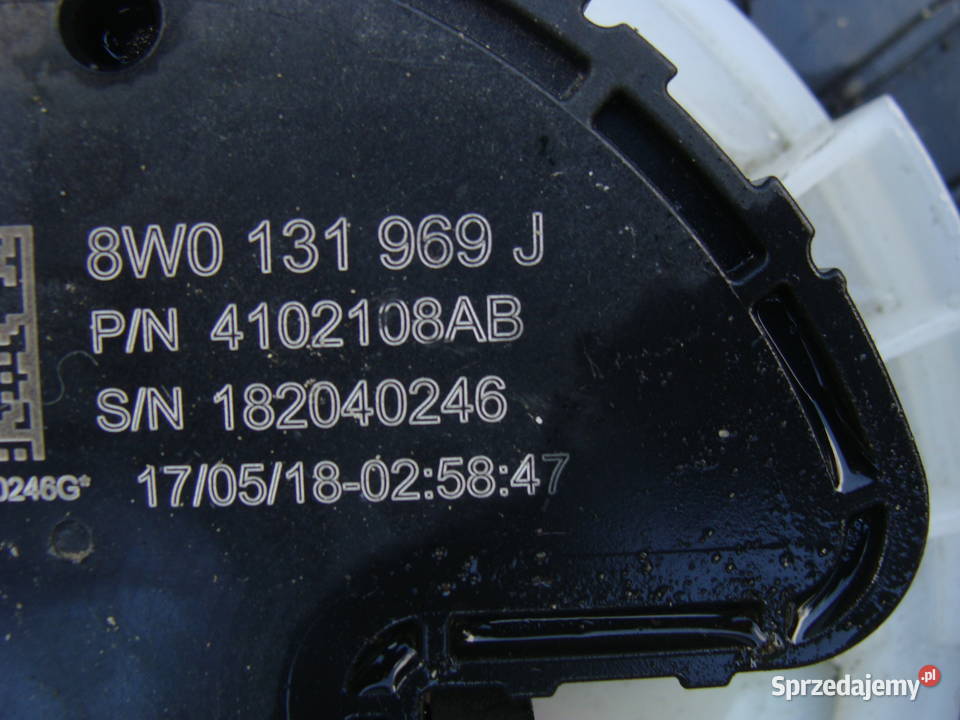 8W0 131 969 J
P/N 4102108AB
S/N 182040246
0246G*
17/05/18-02:58:47
Sprzedajemy.pl